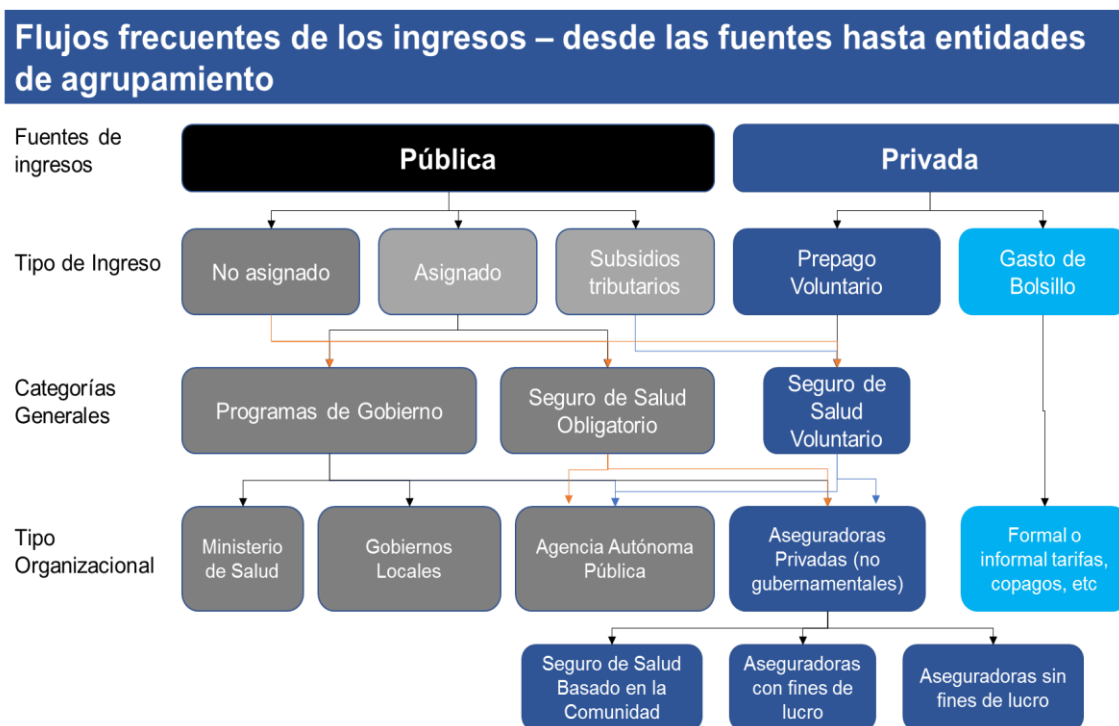 Flujos frecuentes de los ingresos – desde las fuentes hasta entidades
de agrupamiento
Fuentes de
ingresos
Pública
Privada
Tipo de Ingreso
No asignado
Asignado
Subsidios
tributarios
Prepago
Voluntario
Gasto de
Bolsillo
Categorías
Generales
Programas de Gobierno
Seguro de Salud
Obligatorio
Seguro de
Salud
Voluntario
Tipo
Organizacional
Ministerio
de Salud
Gobiernos
Locales
Agencia Autónoma
Pública
Aseguradoras
Privadas (no
gubernamentales)
Formal o
informal tarifas,
copagos, etc
Seguro de Salud
Basado en la
Comunidad
Aseguradoras
con fines de
lucro
Aseguradoras sin
fines de lucro